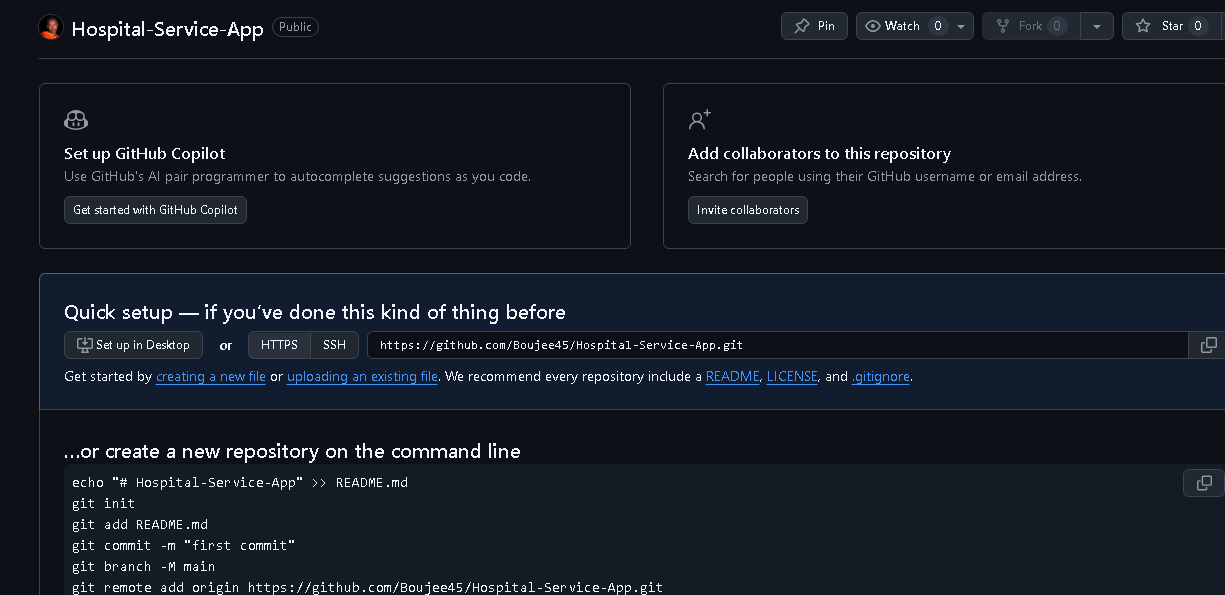 Hospital-Service-App Public
Pin Watch 0 Fork 0 Star 0
Set up GitHub Copilot
Use GitHub's AI pair programmer to autocomplete suggestions as you code.
Get started with GitHub Copilot
Add collaborators to this repository
Search for people using their GitHub username or email address.
Invite collaborators
Quick setup — if you’ve done this kind of thing before
Set up in Desktop or HTTPS SSH https://github.com/Boujee45/Hospital-Service-App.git
Get started by creating a new file or uploading an existing file. We recommend every repository include a README, LICENSE, and .gitignore.
…or create a new repository on the command line
echo "# Hospital-Service-App" >> README.md
git init
git add README.md
git commit -m "first commit"
git branch -M main
git remote add origin https://github.com/Boujee45/Hospital-Service-App.git